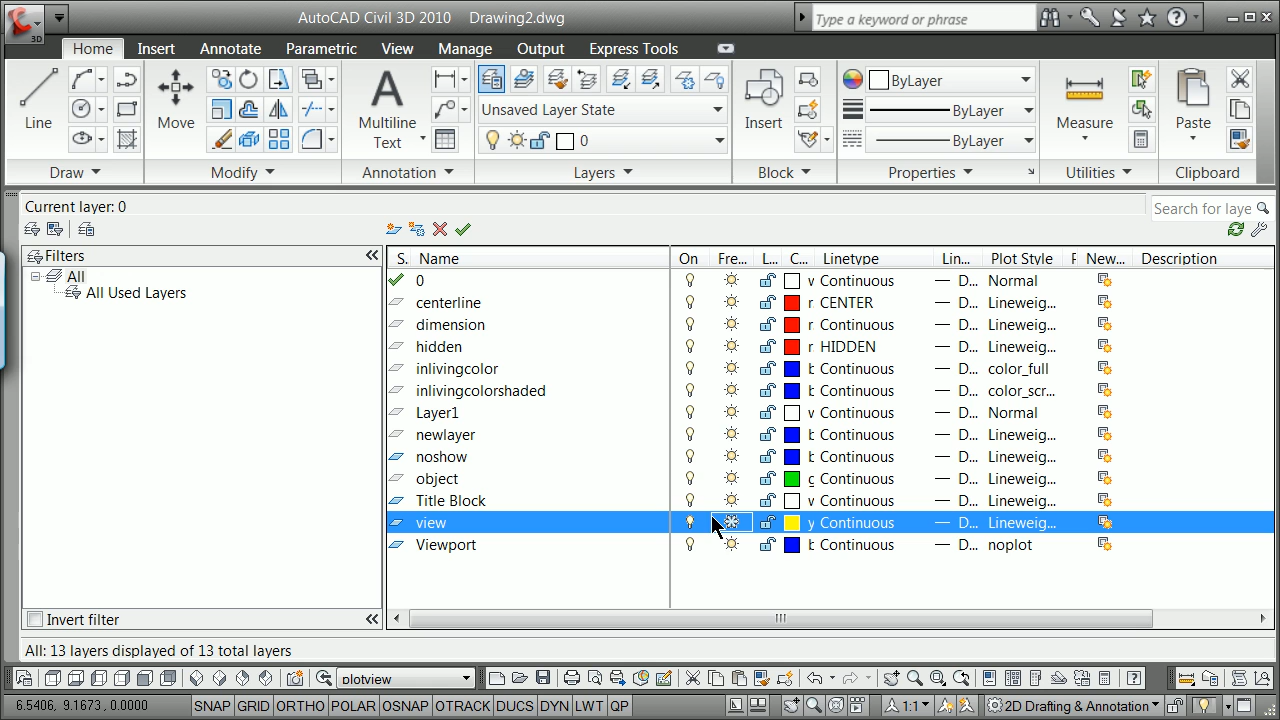 AutoCAD Civil 3D 2010 Drawing2.dwg
Type a keyword or phrase
3D
Home Insert Annotate Parametric View Manage Output Express Tools
Line
Move
Multiline
Text
Unsaved Layer State
0
Insert
ByLayer
ByLayer
ByLayer
Measure
Paste
Draw Modify Annotation Layers Block Properties Utilities Clipboard
Current layer: 0
Search for laye
Filters
All
All Used Layers
S. Name On Fre... L... C... Linetype Lin... Plot Style P New... Description
0 Continuous — D... Normal
centerline r CENTER — D... Lineweig...
dimension r Continuous — D... Lineweig...
hidden r HIDDEN — D... Lineweig...
inlivingcolor Continuous — D... color_full
inlivingcolorshaded Continuous — D... color_scr...
Layer1 Continuous — D... Normal
newlayer Continuous — D... Lineweig...
noshow Continuous — D... Lineweig...
object Continuous — D... Lineweig...
Title Block Continuous — D... Lineweig...
view y Continuous — D... Lineweig...
Viewport Continuous — D... noplot
Invert filter
All: 13 layers displayed of 13 total layers
plotview
6.5406, 9.1673, 0.0000 SNAP GRID ORTHO POLAR OSNAP OTRACK DUCS DYN LWT QP 1:1 2D Drafting & Annotation